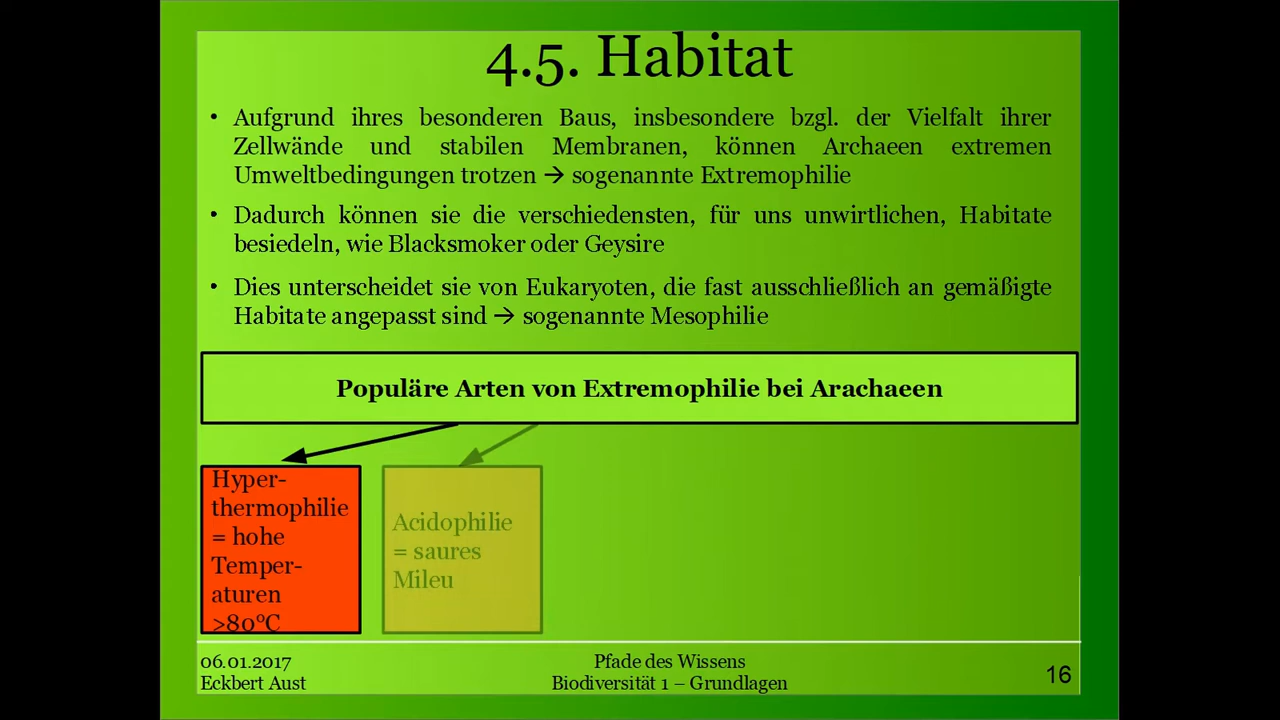 4.5. Habitat
• Aufgrund ihres besonderen Baus, insbesondere bzgl. der Vielfalt ihrer
Zellwände und stabilen Membranen, können Archaeen extremen
Umweltbedingungen trotzen → sogenannte Extremophilie
• Dadurch können sie die verschiedensten, für uns unwirtlichen, Habitate
besiedeln, wie Blacksmoker oder Geysire
• Dies unterscheidet sie von Eukaryoten, die fast ausschließlich an gemäßigte
Habitate angepasst sind → sogenannte Mesophilie
Populäre Arten von Extremophilie bei Arachaeen
Hyper-
thermophilie
= hohe
Temper-
aturen
>80°C
Acidophilie
= saures
Mileu
06.01.2017
Eckbert Aust
Pfade des Wissens
Biodiversität 1 – Grundlagen
16